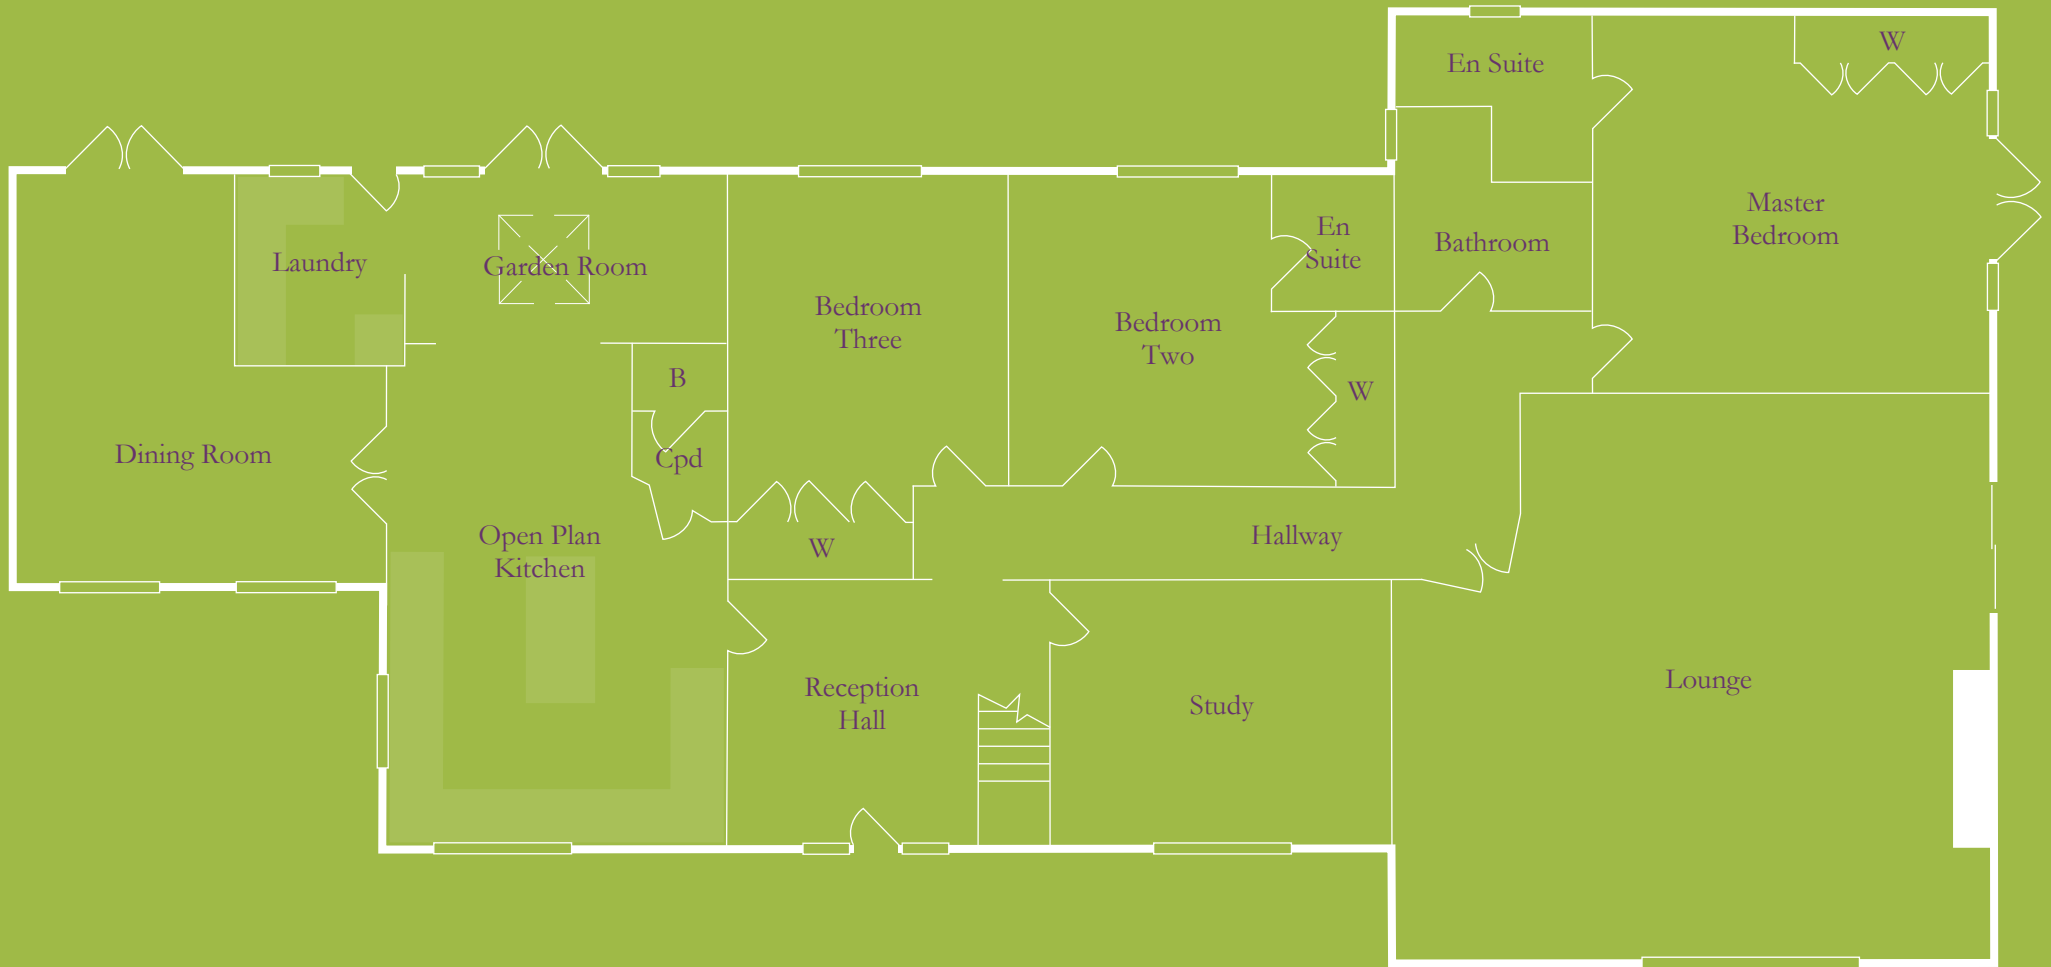 En Suite
W
Master
Bedroom
En
Suite
Bathroom
Laundry
Garden Room
Bedroom
Three
Bedroom
Two
B
W
Dining Room
Cpd
Open Plan
Kitchen
W
Hallway
Reception
Hall
Study
Lounge